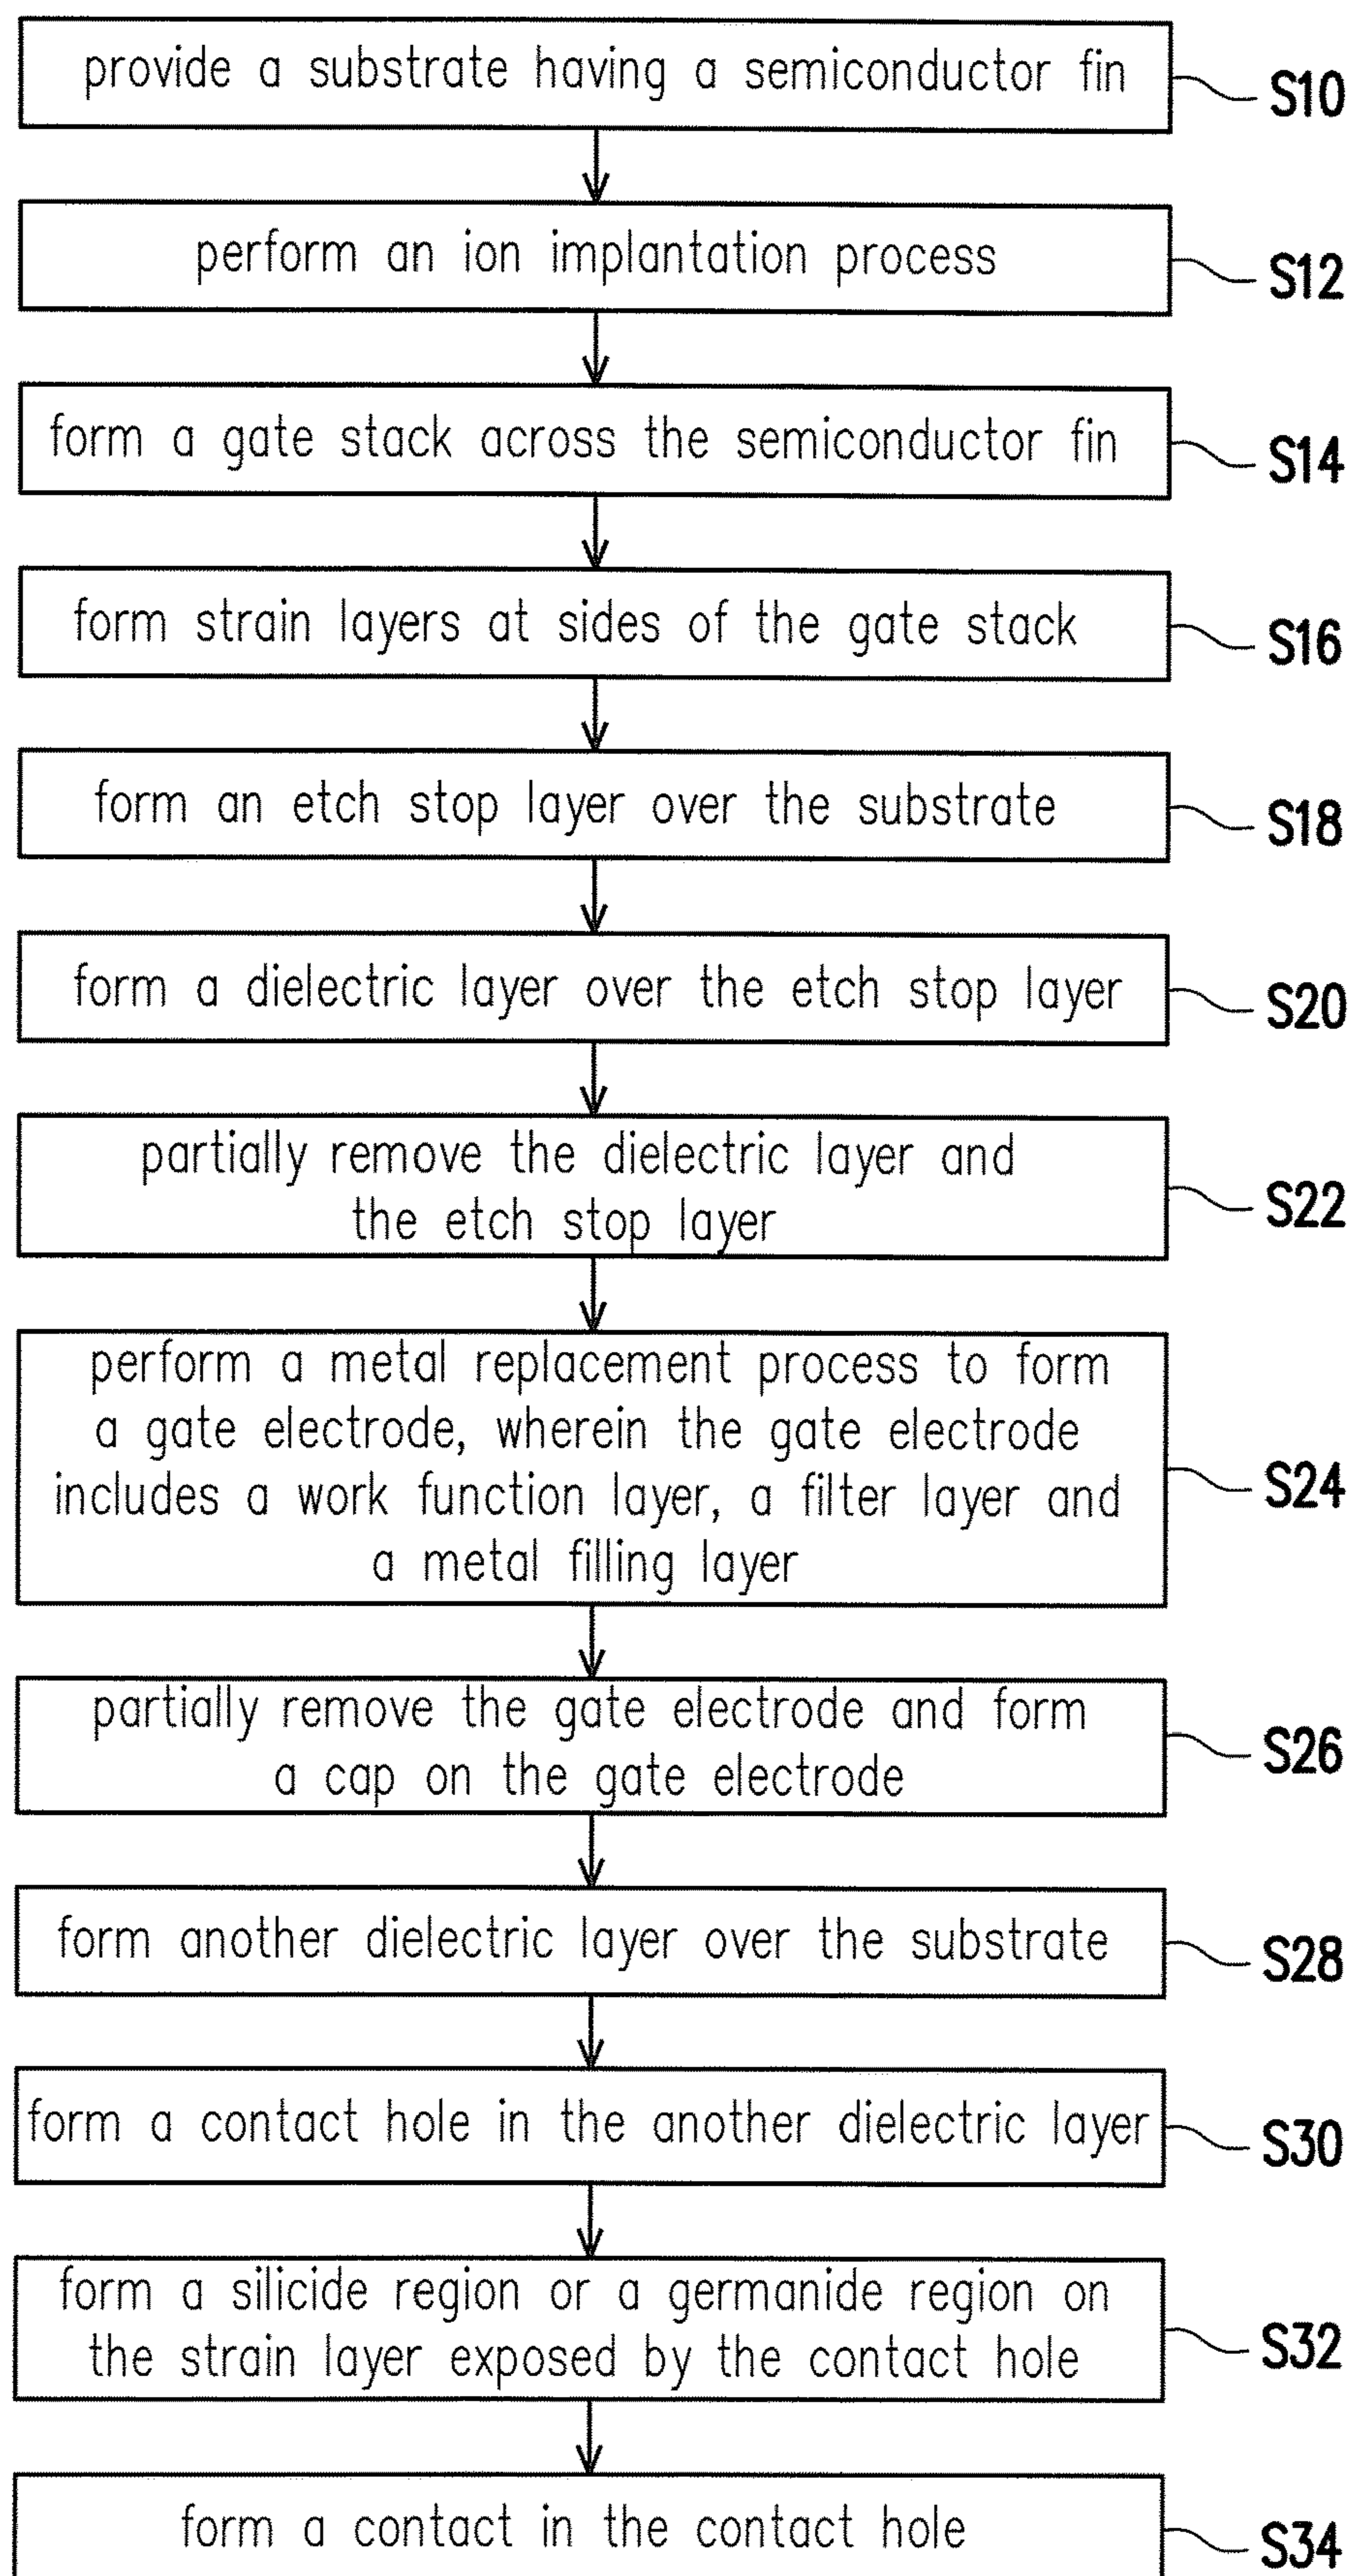 provide a substrate having a semiconductor fin
S10
perform an ion implantation process
S12
form a gate stack across the semiconductor fin
S14
form strain layers at sides of the gate stack
S16
form an etch stop layer over the substrate
S18
form a dielectric layer over the etch stop layer
S20
partially remove the dielectric layer and
the etch stop layer
S22
perform a metal replacement process to form
a gate electrode, wherein the gate electrode
includes a work function layer, a filter layer and
a metal filling layer
S24
partially remove the gate electrode and form
a cap on the gate electrode
S26
form another dielectric layer over the substrate
S28
form a contact hole in the another dielectric layer
S30
form a silicide region or a germanide region on
the strain layer exposed by the contact hole
S32
form a contact in the contact hole
S34